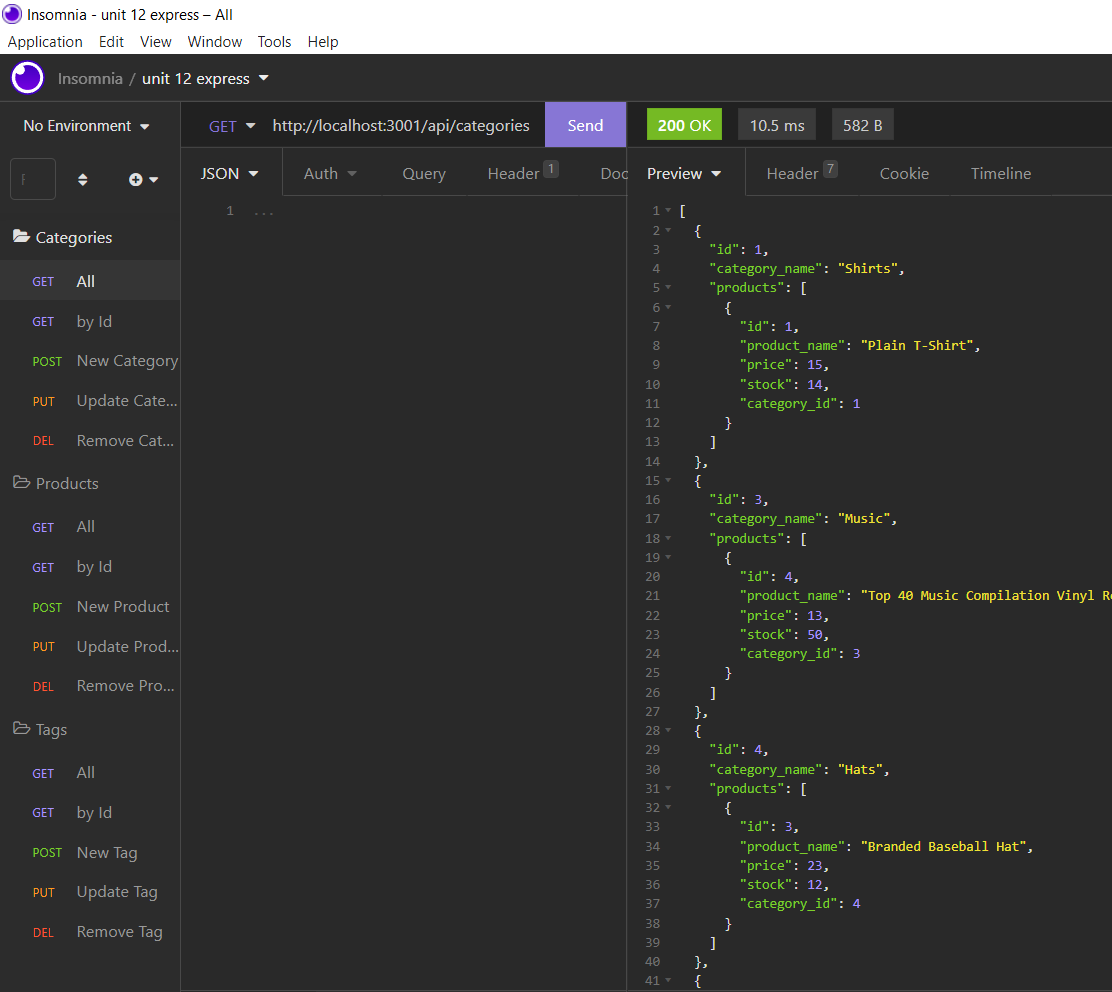 Insomnia - unit 12 express – All
Application Edit View Window Tools Help
Insomnia / unit 12 express
No Environment
GET http://localhost:3001/api/categories Send
200 OK 10.5 ms 582 B
F
JSON Auth Query Header 1 Doc
Preview Header 7 Cookie Timeline
Categories
GET All
GET by Id
POST New Category
PUT Update Cate...
DEL Remove Cat...
Products
GET All
GET by Id
POST New Product
PUT Update Prod...
DEL Remove Pro...
Tags
GET All
GET by Id
POST New Tag
PUT Update Tag
DEL Remove Tag
1 ...
1 [
2 {
3 "id": 1,
4 "category_name": "Shirts",
5 "products": [
6 {
7 "id": 1,
8 "product_name": "Plain T-Shirt",
9 "price": 15,
10 "stock": 14,
11 "category_id": 1
12 }
13 ]
14 },
15 {
16 "id": 3,
17 "category_name": "Music",
18 "products": [
19 {
20 "id": 4,
21 "product_name": "Top 40 Music Compilation Vinyl Re
22 "price": 13,
23 "stock": 50,
24 "category_id": 3
25 }
26 ]
27 },
28 {
29 "id": 4,
30 "category_name": "Hats",
31 "products": [
32 {
33 "id": 3,
34 "product_name": "Branded Baseball Hat",
35 "price": 23,
36 "stock": 12,
37 "category_id": 4
38 }
39 ]
40 },
41 {